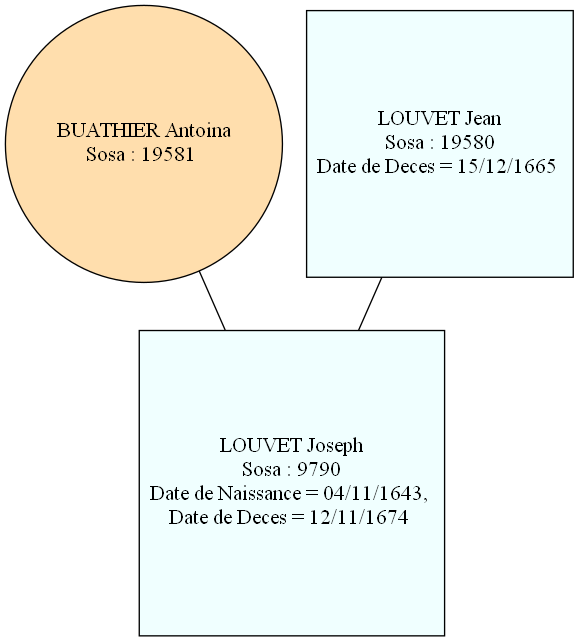 BUATHIER Antoina
Sosa : 19581
LOUVET Jean
Sosa : 19580
Date de Deces = 15/12/1665
LOUVET Joseph
Sosa : 9790
Date de Naissance = 04/11/1643,
Date de Deces = 12/11/1674